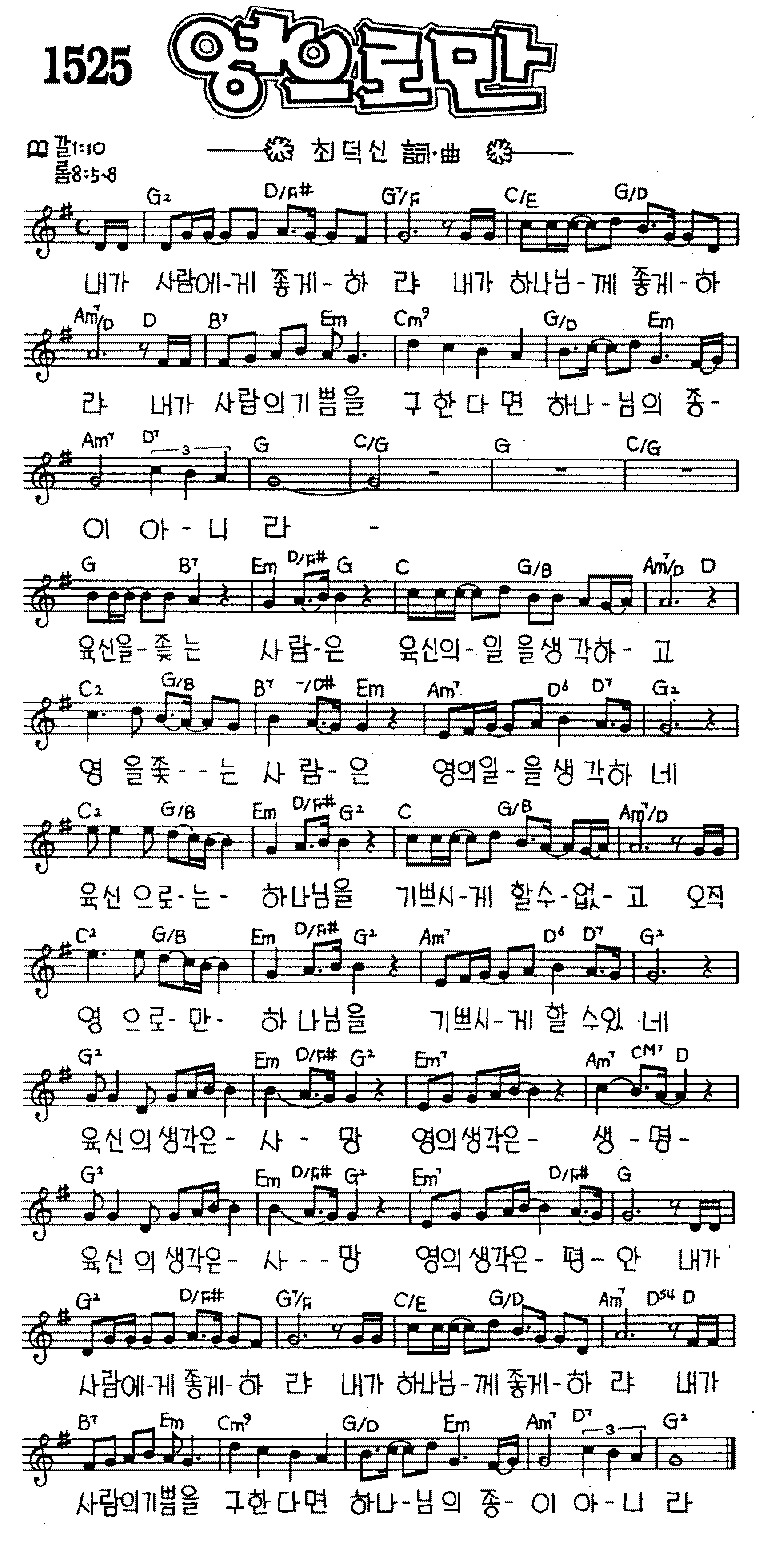 1525 영으로만
갈1:10
롬8:5-8
최덕신 詞·曲
G2 D/F# G7/F C/E G/D
내가 사람에-게 좋게-하 랴 내가 하나님-께 좋게-하
Am7/D D B7 Em Cm9 G/D Em
랴 내가 사람의기쁨을 구한다면 하나-님의 종-
Am7 D7 3 G C/G G C/G
이 아-니 라 -
G B7 Em D/F# G C G/B Am7/D D
육신을-좇는 사람-은 육신의-일을생각하-고
C2 G/B B7 -/D# Em Am7 D6 D7 G2
영을좇--는 사람-은 영의일-을생각하네
C2 G/B Em D/F# G2 C G/B Am7/D
육신으로-는- 하나님을 기쁘시-게 할수-없-고 오직
C2 G/B Em D/F# G2 Am7 D6 D7 G2
영으로-만- 하나님을 기쁘시-게 할수있네
G2 Em D/F# G2 Em7 Am7 CM7 D
육신의생각은- 사-망 영의생각은- 생-명-
G2 Em D/F# G2 Em7 D/F# G
육신의생각은- 사--망 영의생각은-평-안 내가
G2 D/F# G7/F C/E G/D Am7 Dsus4 D
사람에-게좋게-하 랴 내가 하나님-께좋게-하 랴 내가
B7 Em Cm9 G/D Em Am7 D7 3 G2
사람의기쁨을 구한다면 하나-님의 종-이 아-니 라